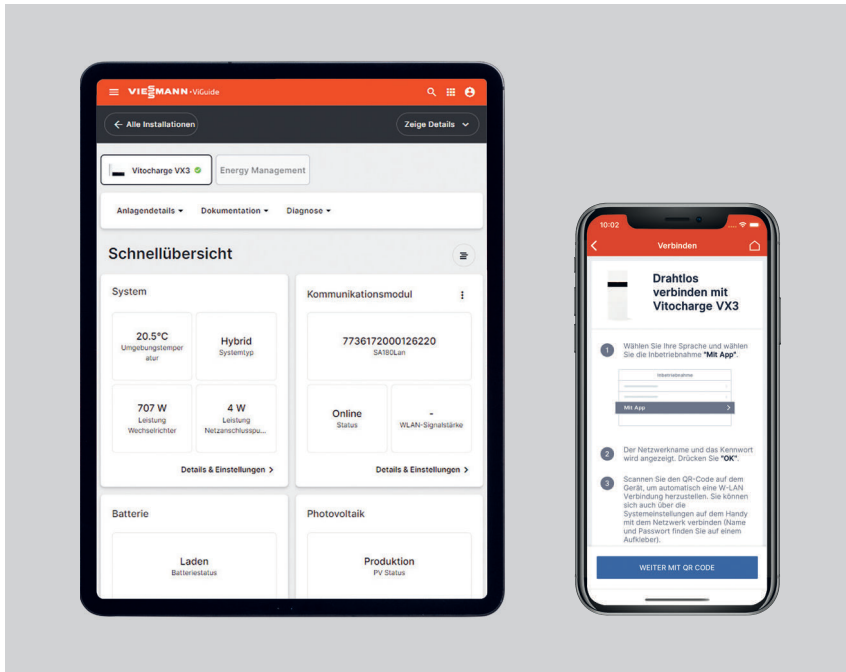 VIESMANN·ViGuide
Alle Installationen
Zeige Details
Vitocharge VX3
Energy Management
Anlagendetails
Dokumentation
Diagnose
Schnellübersicht
System
20.5°C
Umgebungstemper
atur
Hybrid
Systemtyp
707 W
Leistung
Wechselrichter
4 W
Leistung
Netzanschlusspu...
Details & Einstellungen >
Kommunikationsmodul
7736172000126220
SA180Lan
Online
Status
-
WLAN-Signalstärke
Details & Einstellungen >
Batterie
Laden
Batteriestatus
Photovoltaik
Produktion
PV Status
10:02
Verbinden
Drahtlos
verbinden mit
Vitocharge VX3
1 Wählen Sie Ihre Sprache und wählen
Sie die Inbetriebnahme "Mit App".
Inbetriebnahme
Mit App
2 Der Netzwerkname und das Kennwort
wird angezeigt. Drücken Sie "OK".
3 Scannen Sie den QR-Code auf dem
Gerät, um automatisch eine W-LAN
Verbindung herzustellen. Sie können
sich auch über die
Systemeinstellungen auf dem Handy
mit dem Netzwerk verbinden (Name
und Passwort finden Sie auf einem
Aufkleber).
WEITER MIT QR CODE